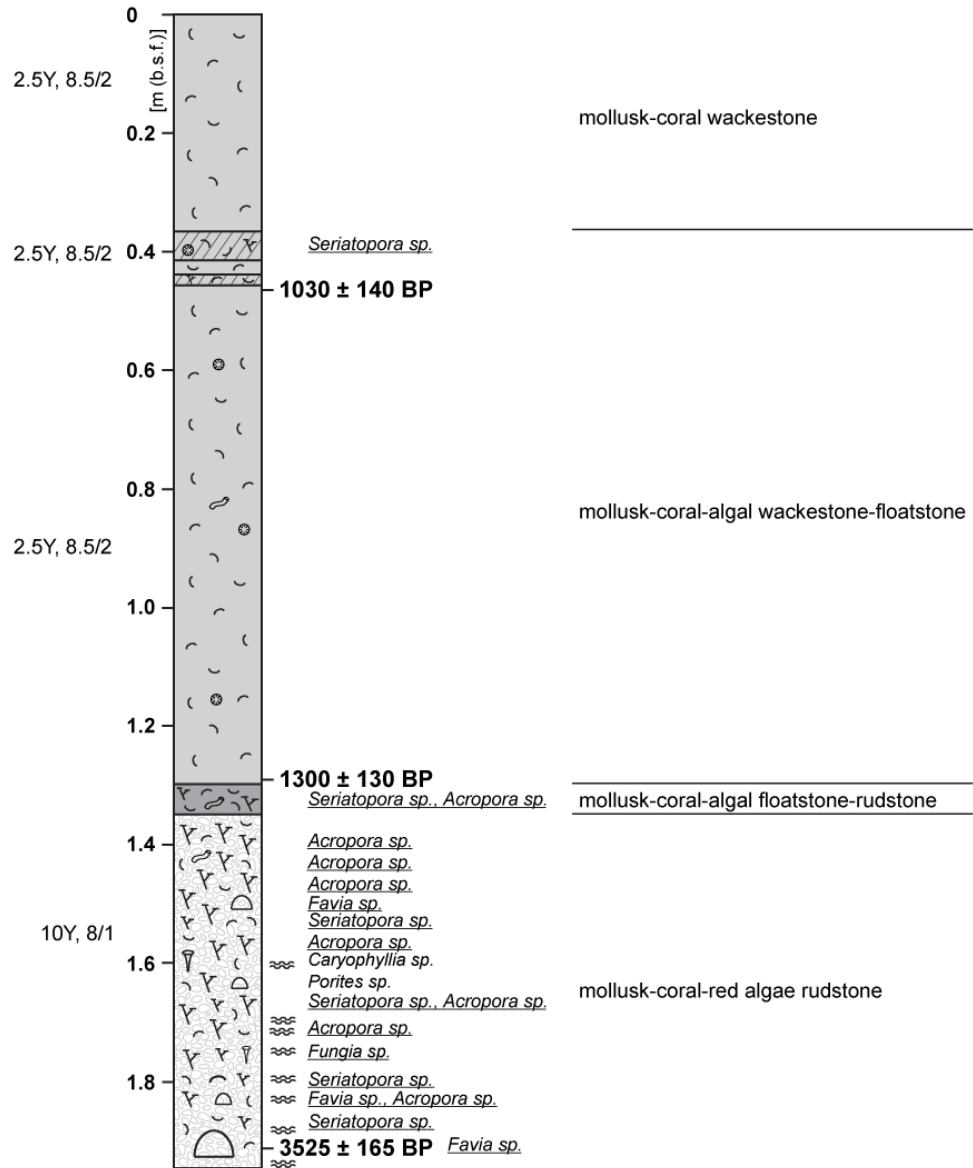 0
[m (b.s.f.)]
2.5Y, 8.5/2
mollusk-coral wackestone
0.2
0.4
2.5Y, 8.5/2
Seriatopora sp.
1030 ± 140 BP
0.6
0.8
mollusk-coral-algal wackestone-floatstone
2.5Y, 8.5/2
1.0
1.2
1300 ± 130 BP
Seriatopora sp., Acropora sp.
mollusk-coral-algal floatstone-rudstone
1.4
Acropora sp.
Acropora sp.
Acropora sp.
Favia sp.
Seriatopora sp.
10Y, 8/1
Acropora sp.
1.6
Caryophyllia sp.
Porites sp.
mollusk-coral-red algae rudstone
Seriatopora sp., Acropora sp.
Acropora sp.
Fungia sp.
1.8
Seriatopora sp.
Favia sp., Acropora sp.
Seriatopora sp.
3525 ± 165 BP Favia sp.